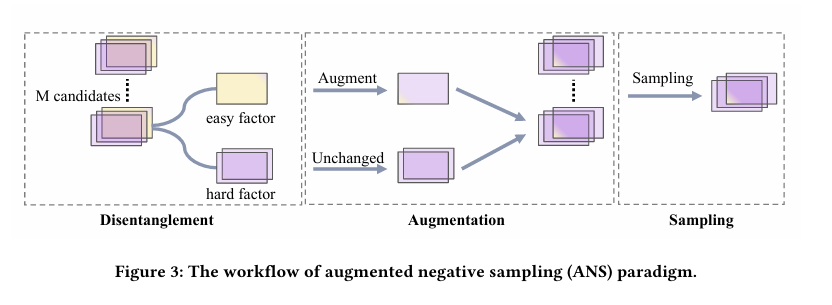 M candidates
easy factor
hard factor
Disentanglement
Augment
Unchanged
Augmentation
Sampling
Sampling
Figure 3: The workflow of augmented negative sampling (ANS) paradigm.